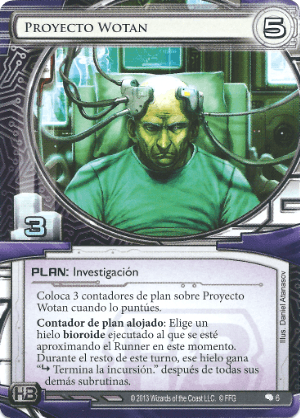 Proyecto Wotan
5
3
PLAN: Investigación
Coloca 3 contadores de plan sobre Proyecto
Wotan cuando lo puntúes.
Contador de plan alojado: Elige un
hielo bioroide ejecutado al que se esté
aproximando el Runner en este momento.
Durante el resto de este turno, ese hielo gana
"↳ Termina la incursión." después de todas sus
demás subrutinas.
Illus. Daniel Atanasov
HB
© 2013 Wizards of the Coast LLC. © FFG
6